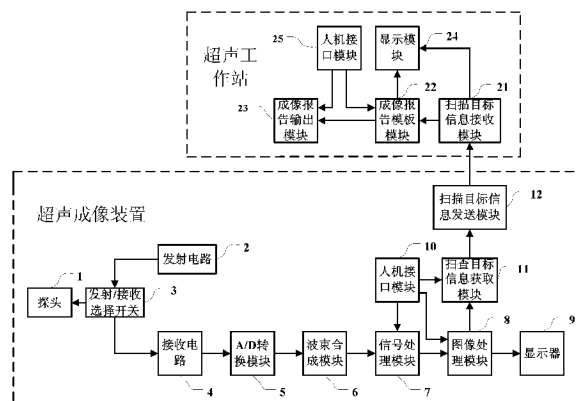 25
人机接
口模块
显示模
块
24
超声工
作站
23
成像报
告输出
模块
22
成像报
告模板
模块
21
扫描目标
信息接收
模块
超声成像装置
扫描目标信
息发送模块
12
1
探头
发射电路
2
发射/接收
选择开关
3
10
人机接
口模块
扫查目标
信息获取
模块
11
接收电
路
4
A/D转
换模块
5
波束合
成模块
6
信号处
理模块
7
图像处
理模块
8
显示器
9